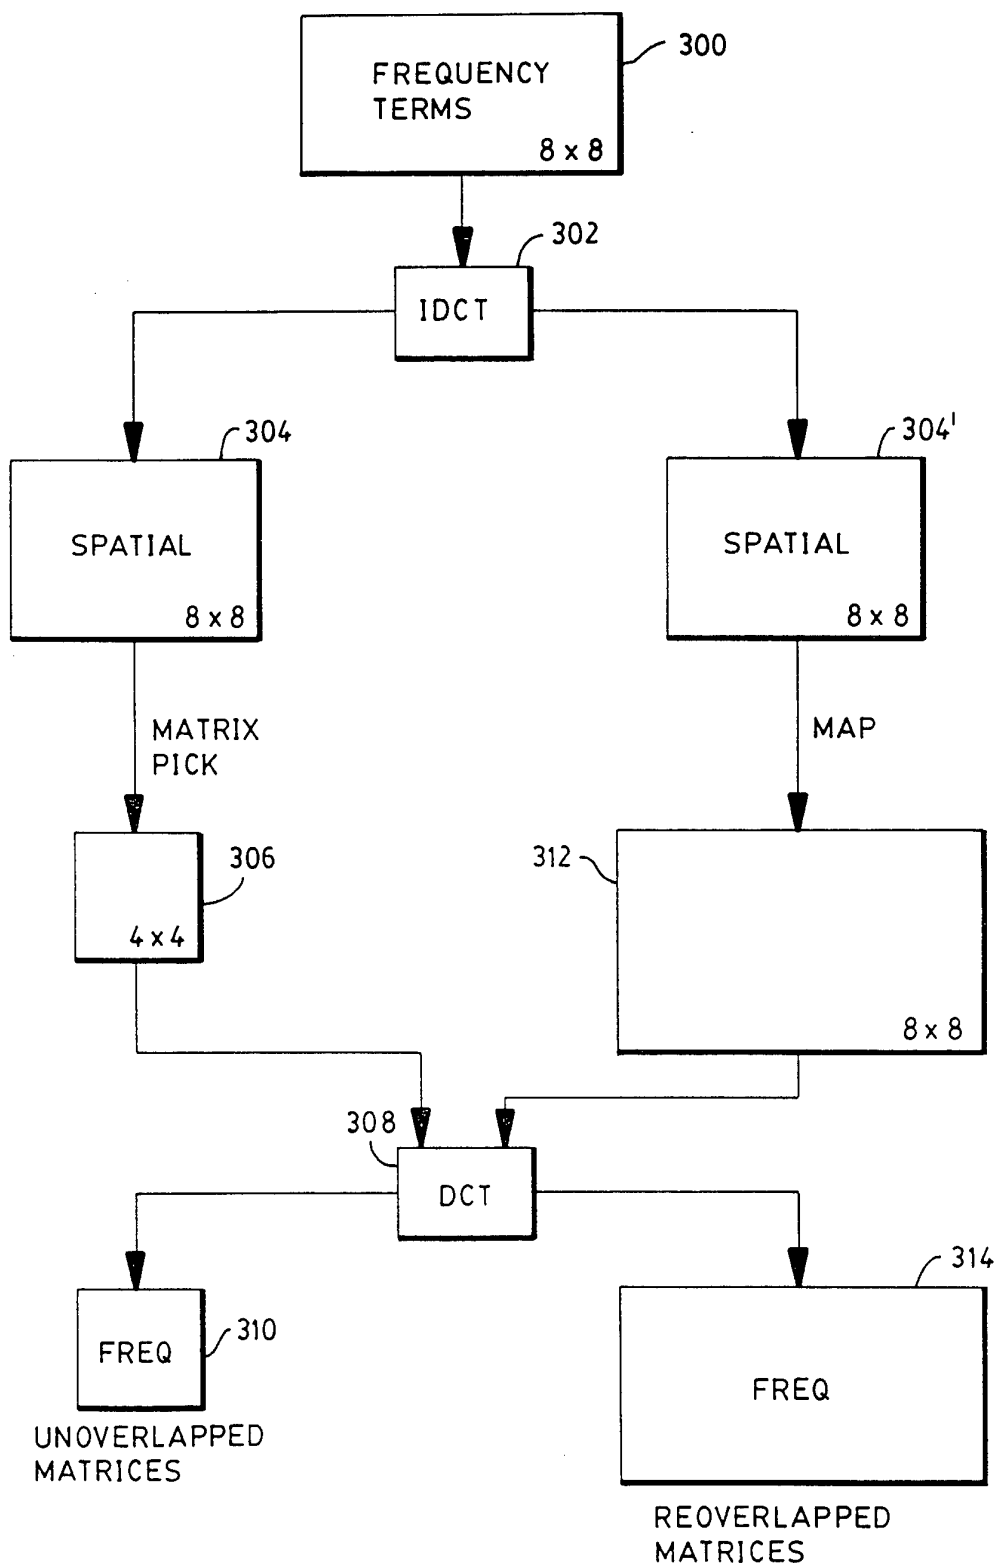 300
FREQUENCY
TERMS
8 x 8
302
IDCT
304
304'
SPATIAL
8 x 8
SPATIAL
8 x 8
MATRIX
PICK
MAP
306
4 x 4
312
8 x 8
308
DCT
314
310
FREQ
FREQ
UNOVERLAPPED
MATRICES
REOVERLAPPED
MATRICES